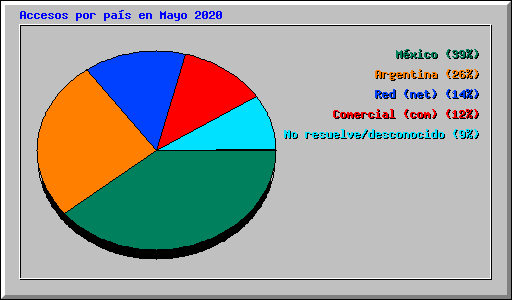 Accesos por país en Mayo 2020
México (39%)
Argentina (26%)
Red (net) (14%)
Comercial (com) (12%)
No resuelve/desconocido (9%)